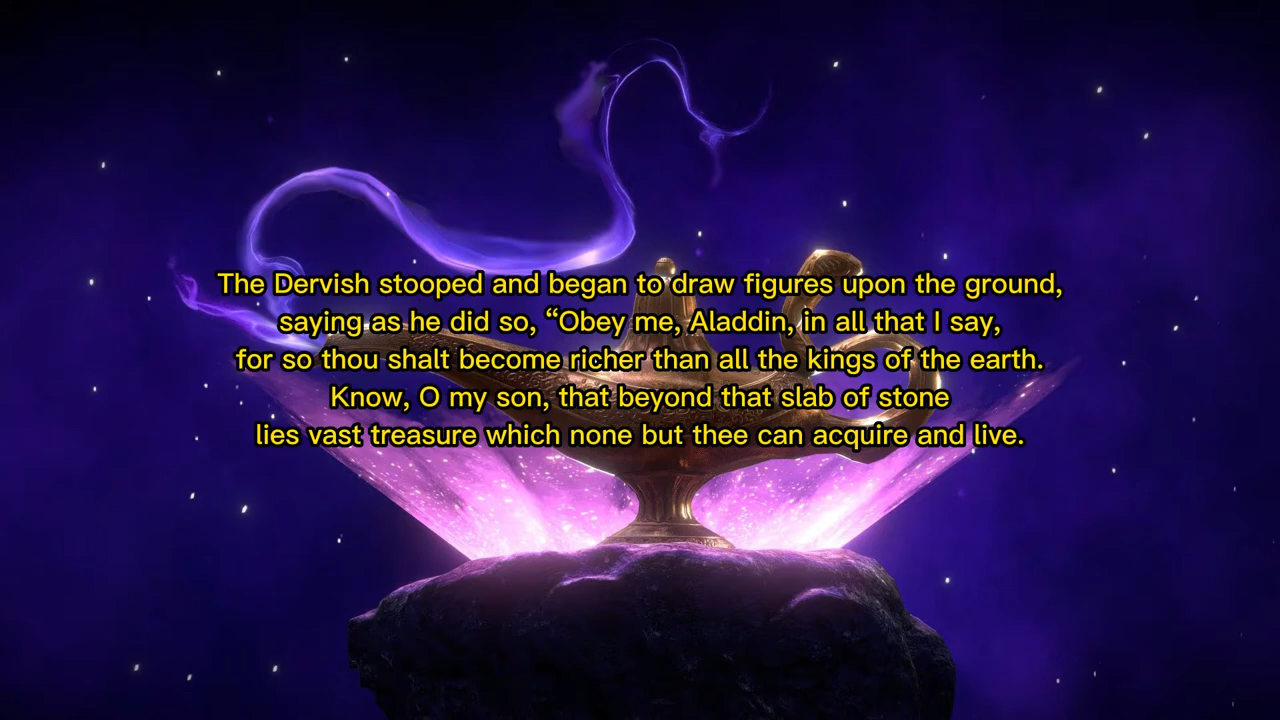 The Dervish stooped and began to draw figures upon the ground,
saying as he did so, “Obey me, Aladdin, in all that I say,
for so thou shalt become richer than all the kings of the earth.
Know, O my son, that beyond that slab of stone
lies vast treasure which none but thee can acquire and live.